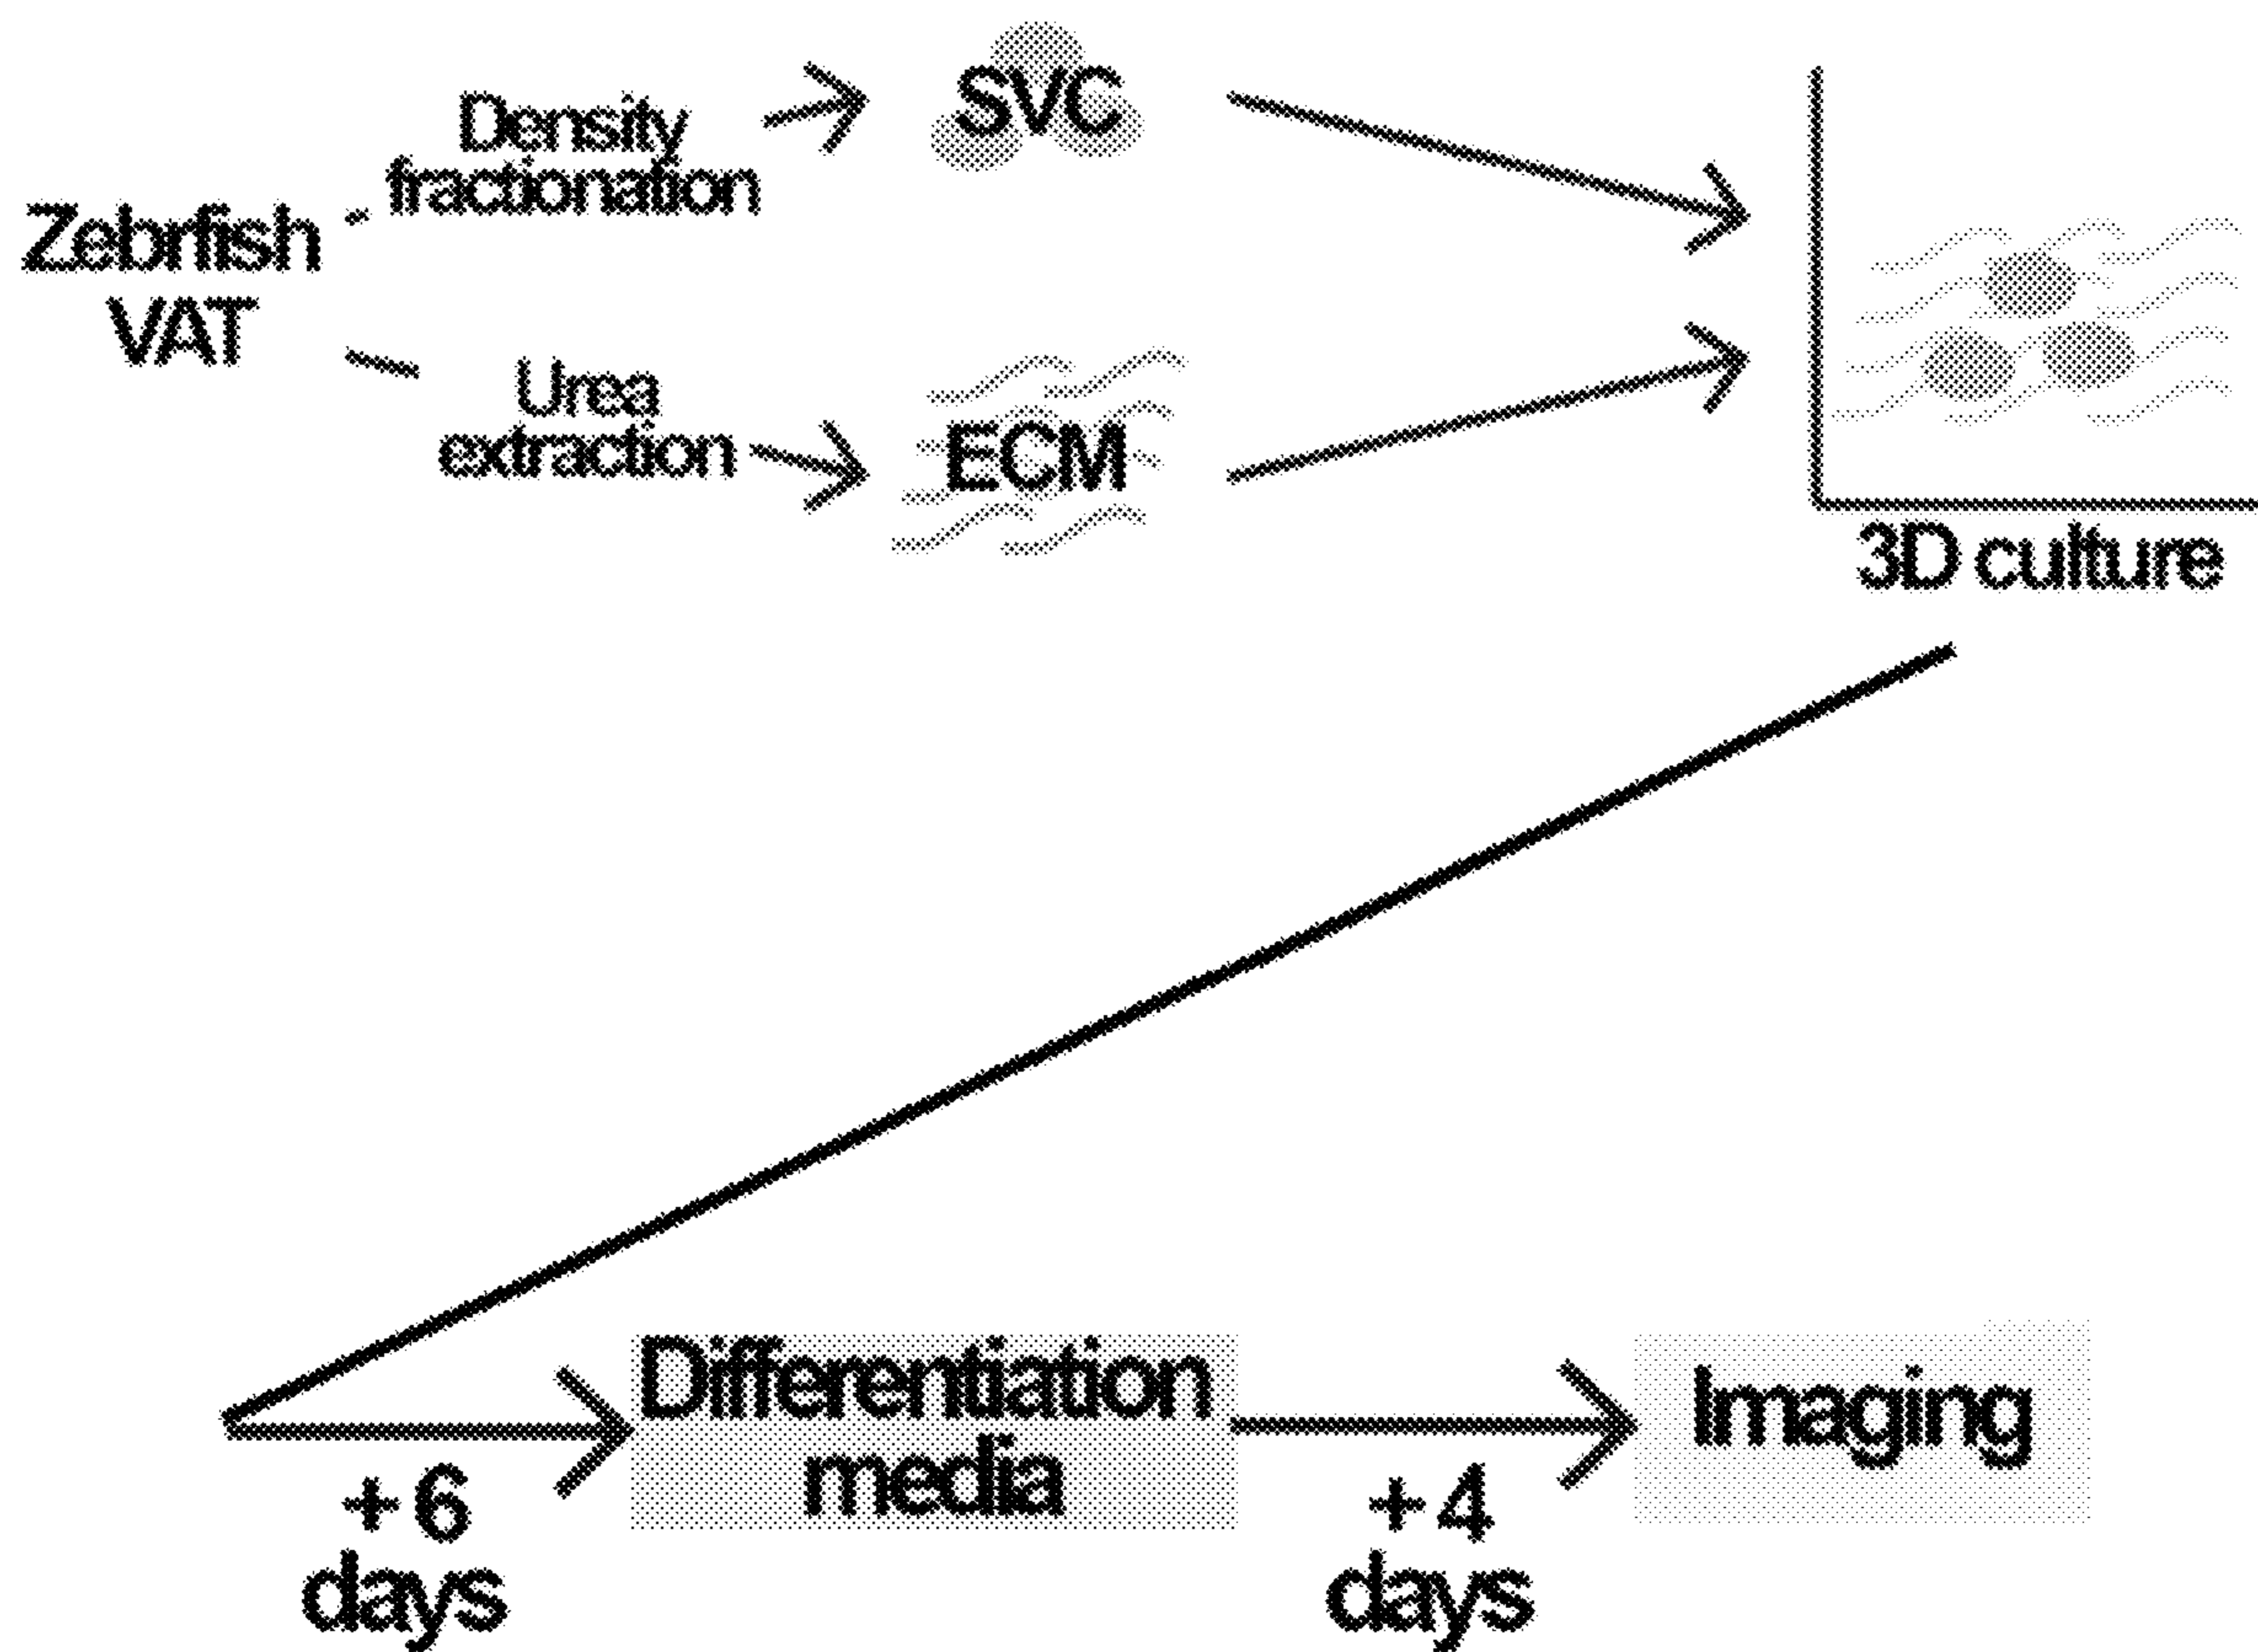 Density
fractionation
SVC
Zebrfish
VAT
Urea
extraction
ECM
3D culture
Differentiation
media
Imaging
+ 6
days
+ 4
days